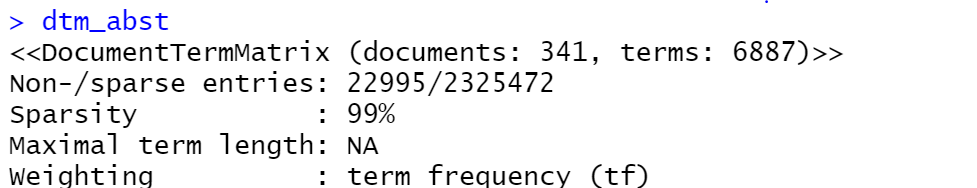 > dtm_abst
<<DocumentTermMatrix (documents: 341, terms: 6887)>>
Non-/sparse entries: 22995/2325472
Sparsity           : 99%
Maximal term length: NA
Weighting          : term frequency (tf)